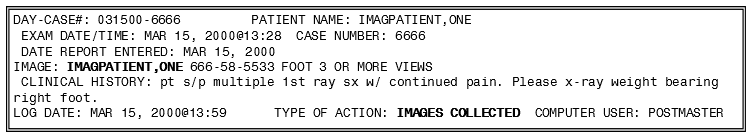 DAY-CASE#: 031500-6666 PATIENT NAME: IMAGPATIENT,ONE
EXAM DATE/TIME: MAR 15, 2000@13:28 CASE NUMBER: 6666
DATE REPORT ENTERED: MAR 15, 2000
IMAGE: IMAGPATIENT,ONE 666-58-5533 FOOT 3 OR MORE VIEWS
CLINICAL HISTORY: pt s/p multiple 1st ray sx w/ continued pain. Please x-ray weight bearing
right foot.
LOG DATE: MAR 15, 2000@13:59 TYPE OF ACTION: IMAGES COLLECTED COMPUTER USER: POSTMASTER